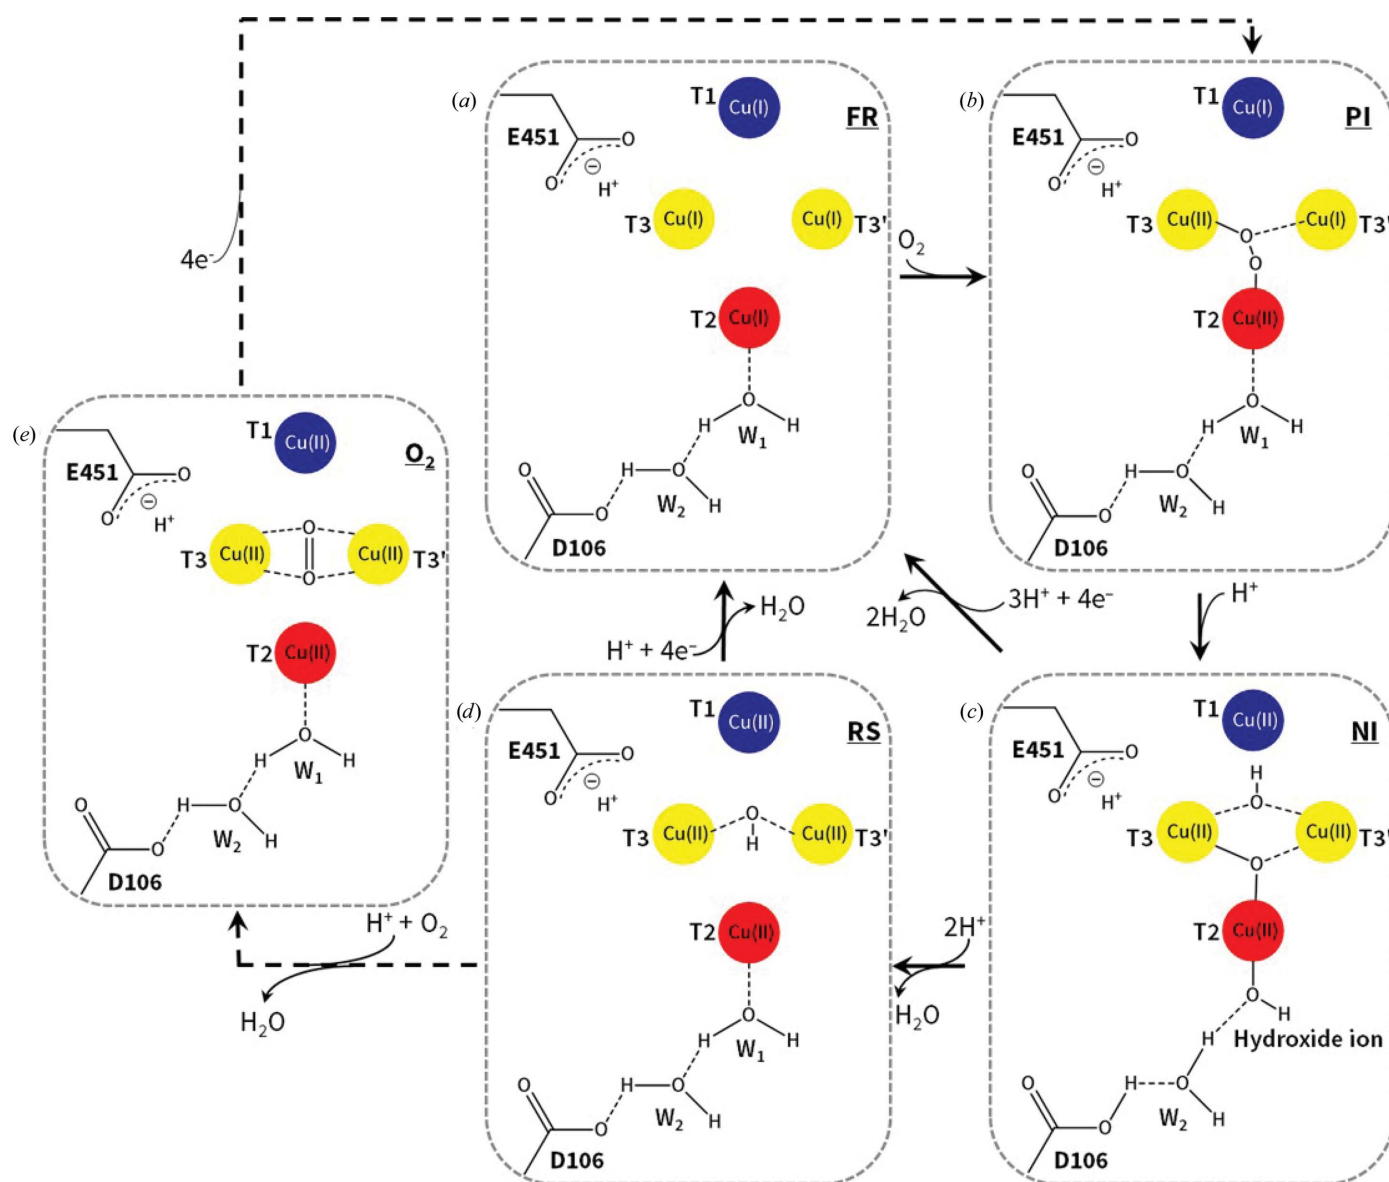 (a)
T1 Cu(I) FR
E451
O
O
⊖
H+
T3 Cu(I) Cu(I) T3'
T2 Cu(I)
H O H
W1
H O H
W2
O
O
D106
O2
(b)
T1 Cu(I) PI
E451
O
O
⊖
H+
T3 Cu(II) Cu(I) T3'
O
O
T2 Cu(II)
H O H
W1
H O H
W2
O
O
D106
4e-
(e)
T1 Cu(II) O2
E451
O
O
⊖
H+
O
T3 Cu(II) Cu(II) T3'
O
T2 Cu(II)
H O H
W1
H O H
W2
O
O
D106
H+ + 4e-
H2O
2H2O
3H+ + 4e-
H+
(d)
T1 Cu(II) RS
E451
O
O
⊖
H+
T3 Cu(II) Cu(II) T3'
O
H
T2 Cu(II)
H O H
W1
H O H
W2
O
O
D106
(c)
T1 Cu(II) NI
E451
O
O
⊖
H+
H
O
T3 Cu(II) Cu(II) T3'
O
T2 Cu(II)
O H
H Hydroxide ion
H O H
W2
O
O
D106
2H+
H2O
H+ + O2
H2O